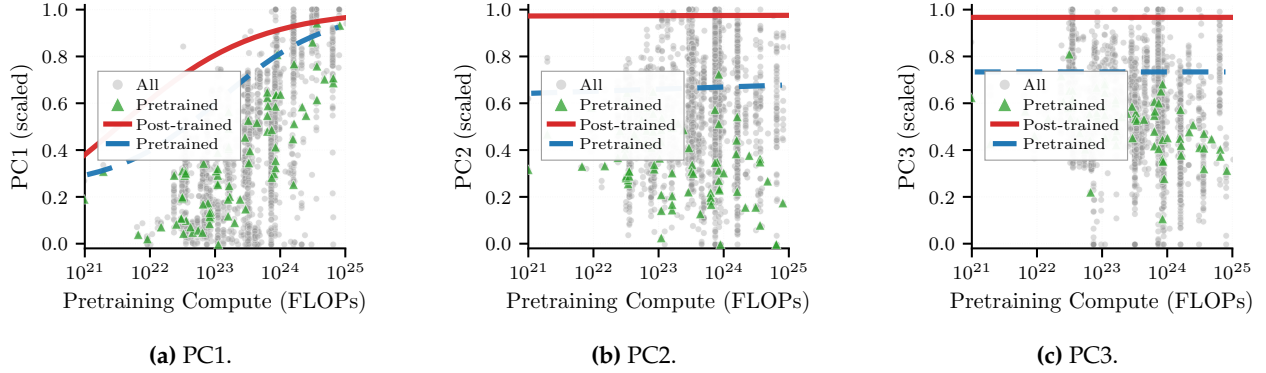 PC1 (scaled)
1.0
0.8
0.6
0.4
0.2
0.0
All
Pretrained
Post-trained
Pretrained
10^21 10^22 10^23 10^24 10^25
Pretraining Compute (FLOPs)
(a) PC1.
PC2 (scaled)
1.0
0.8
0.6
0.4
0.2
0.0
All
Pretrained
Post-trained
Pretrained
10^21 10^22 10^23 10^24 10^25
Pretraining Compute (FLOPs)
(b) PC2.
PC3 (scaled)
1.0
0.8
0.6
0.4
0.2
0.0
All
Pretrained
Post-trained
Pretrained
10^21 10^22 10^23 10^24 10^25
Pretraining Compute (FLOPs)
(c) PC3.